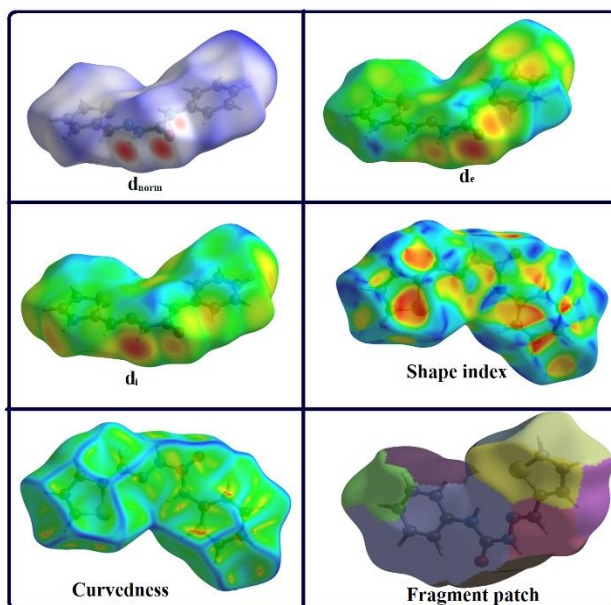 dnorm
de
di
Shape index
Curvedness
Fragment patch